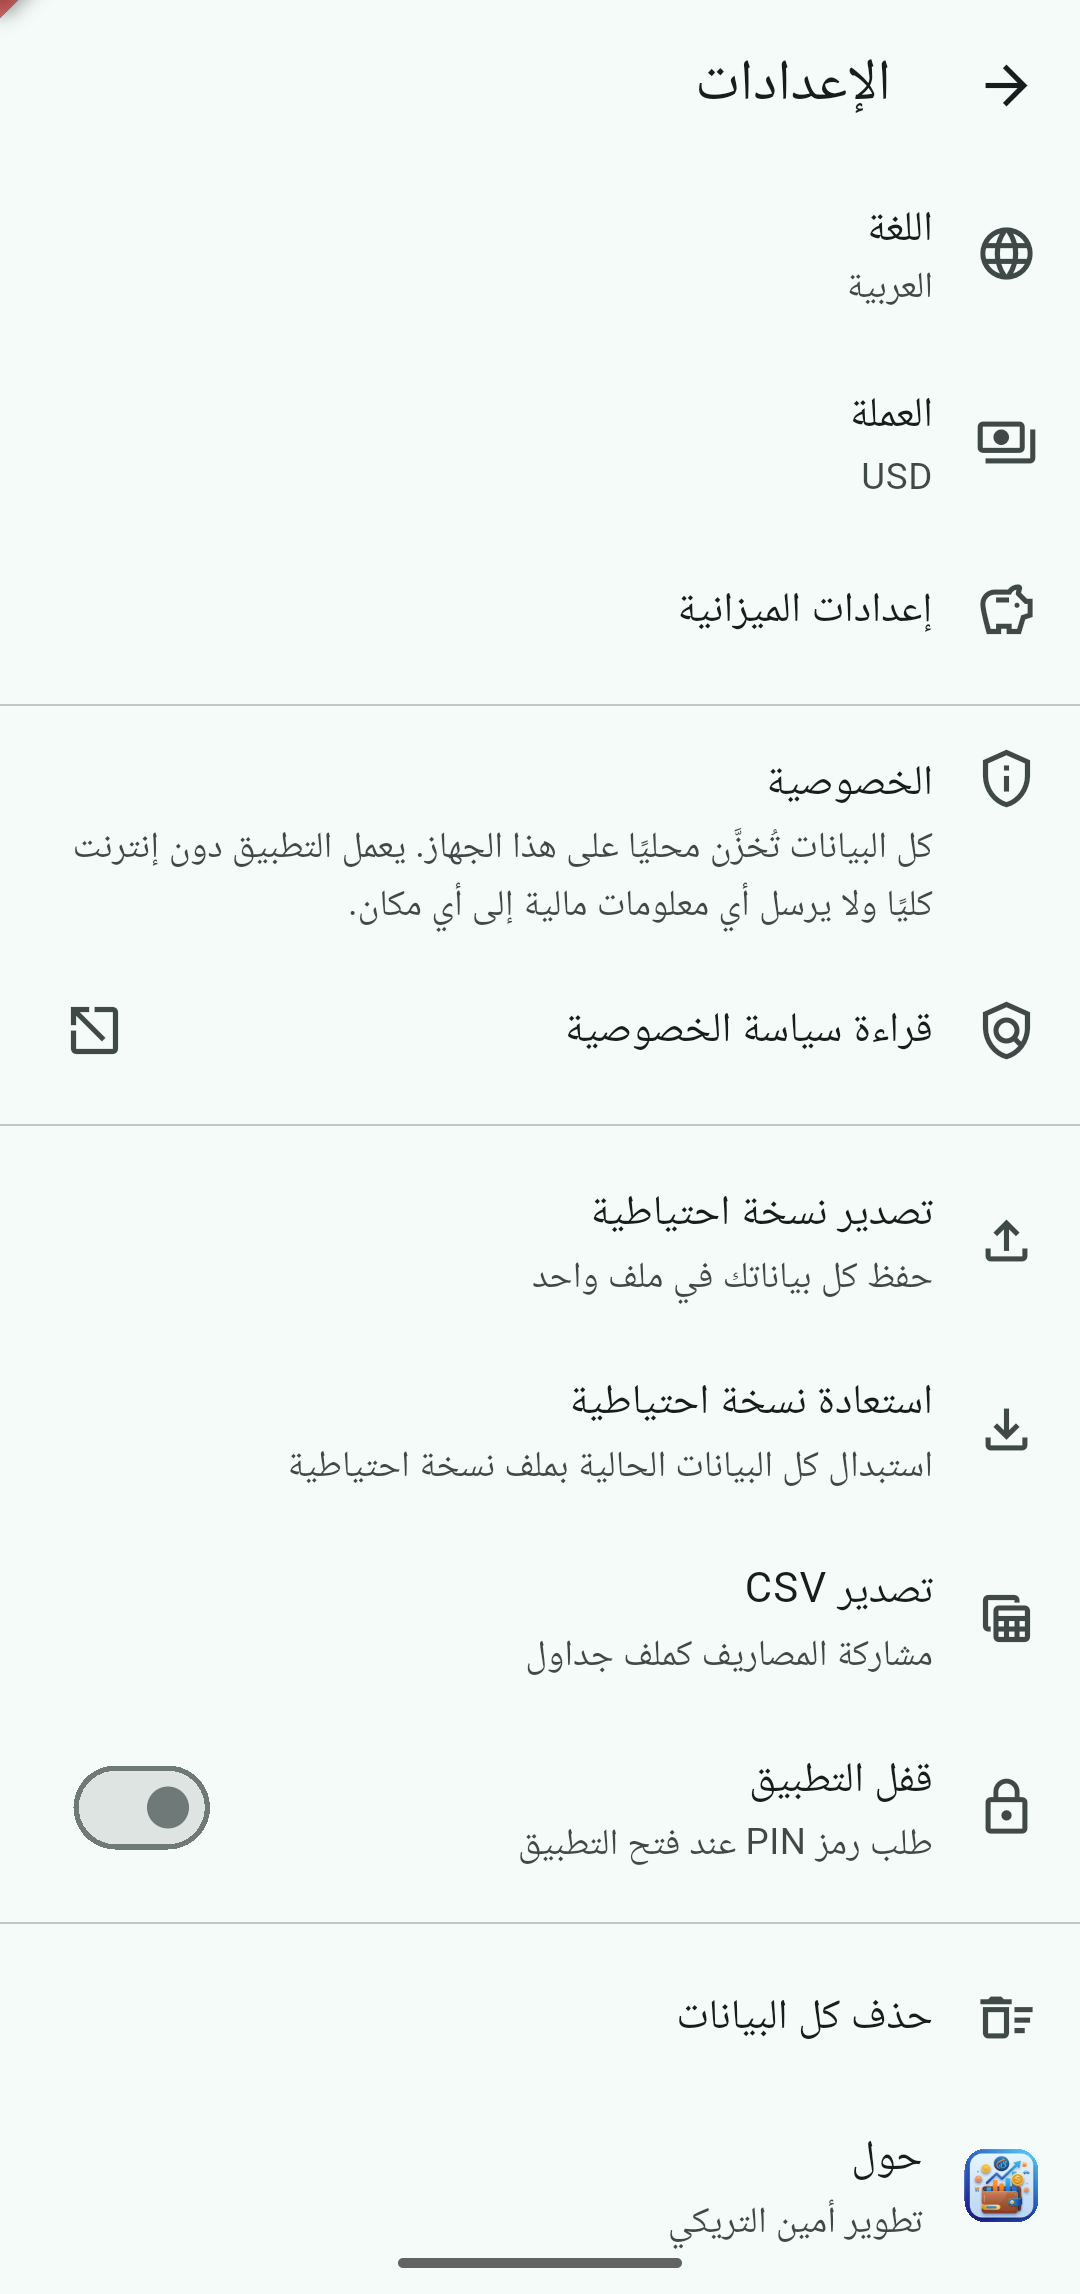 الإعدادات
اللغة
العربية
العملة
USD
إعدادات الميزانية
الخصوصية
كل البيانات تُخزَّن محليًا على هذا الجهاز. يعمل التطبيق دون إنترنت
كليًا ولا يرسل أي معلومات مالية إلى أي مكان.
قراءة سياسة الخصوصية
تصدير نسخة احتياطية
حفظ كل بياناتك في ملف واحد
استعادة نسخة احتياطية
استبدال كل البيانات الحالية بملف نسخة احتياطية
تصدير CSV
مشاركة المصاريف كملف جداول
قفل التطبيق
طلب رمز PIN عند فتح التطبيق
حذف كل البيانات
حول
تطوير أمين التريكي